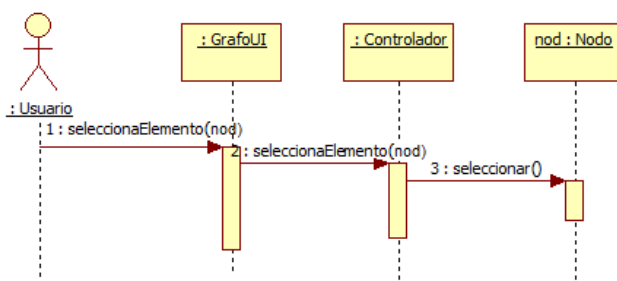 : GrafoUI
: Controlador
nod : Nodo
: Usuario
1 : seleccionaElemento(nod)
2 : seleccionaElemento(nod)
3 : seleccionar()